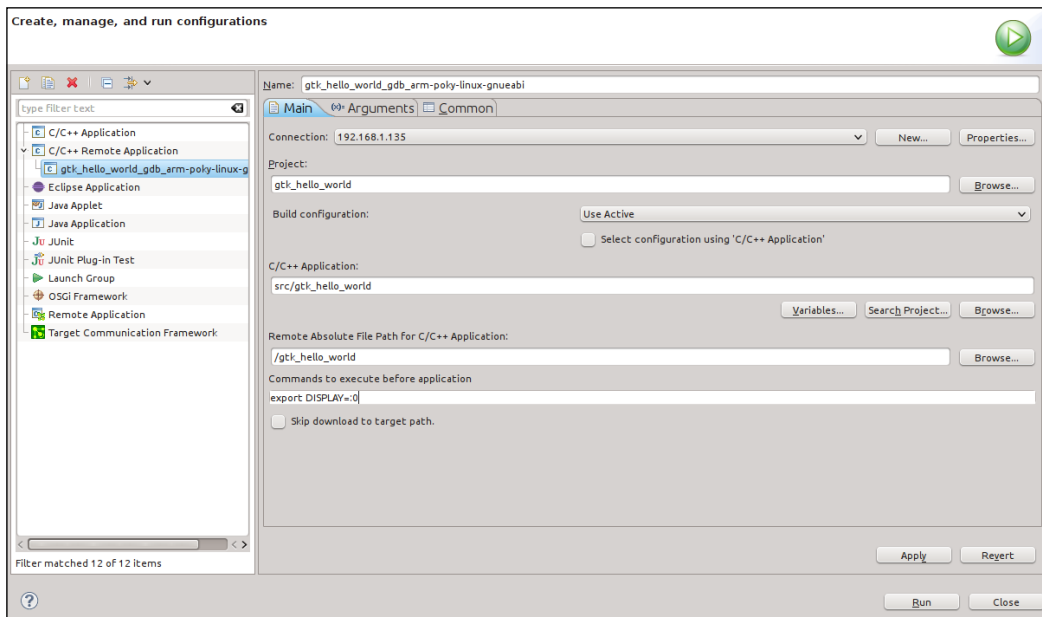 Create, manage, and run configurations
type filter text
C/C++ Application
C/C++ Remote Application
gtk_hello_world_gdb_arm-poky-linux-g
Eclipse Application
Java Applet
Java Application
JUnit
JUnit Plug-in Test
Launch Group
OSGi Framework
Remote Application
Target Communication Framework
Filter matched 12 of 12 items
Name: gtk_hello_world_gdb_arm-poky-linux-gnueabi
Main (x)= Arguments Common
Connection: 192.168.1.135 New... Properties...
Project:
gtk_hello_world Browse...
Build configuration: Use Active
Select configuration using 'C/C++ Application'
C/C++ Application:
src/gtk_hello_world
Variables... Search Project... Browse...
Remote Absolute File Path for C/C++ Application:
/gtk_hello_world Browse...
Commands to execute before application
export DISPLAY=:0
Skip download to target path.
Apply Revert
? Run Close